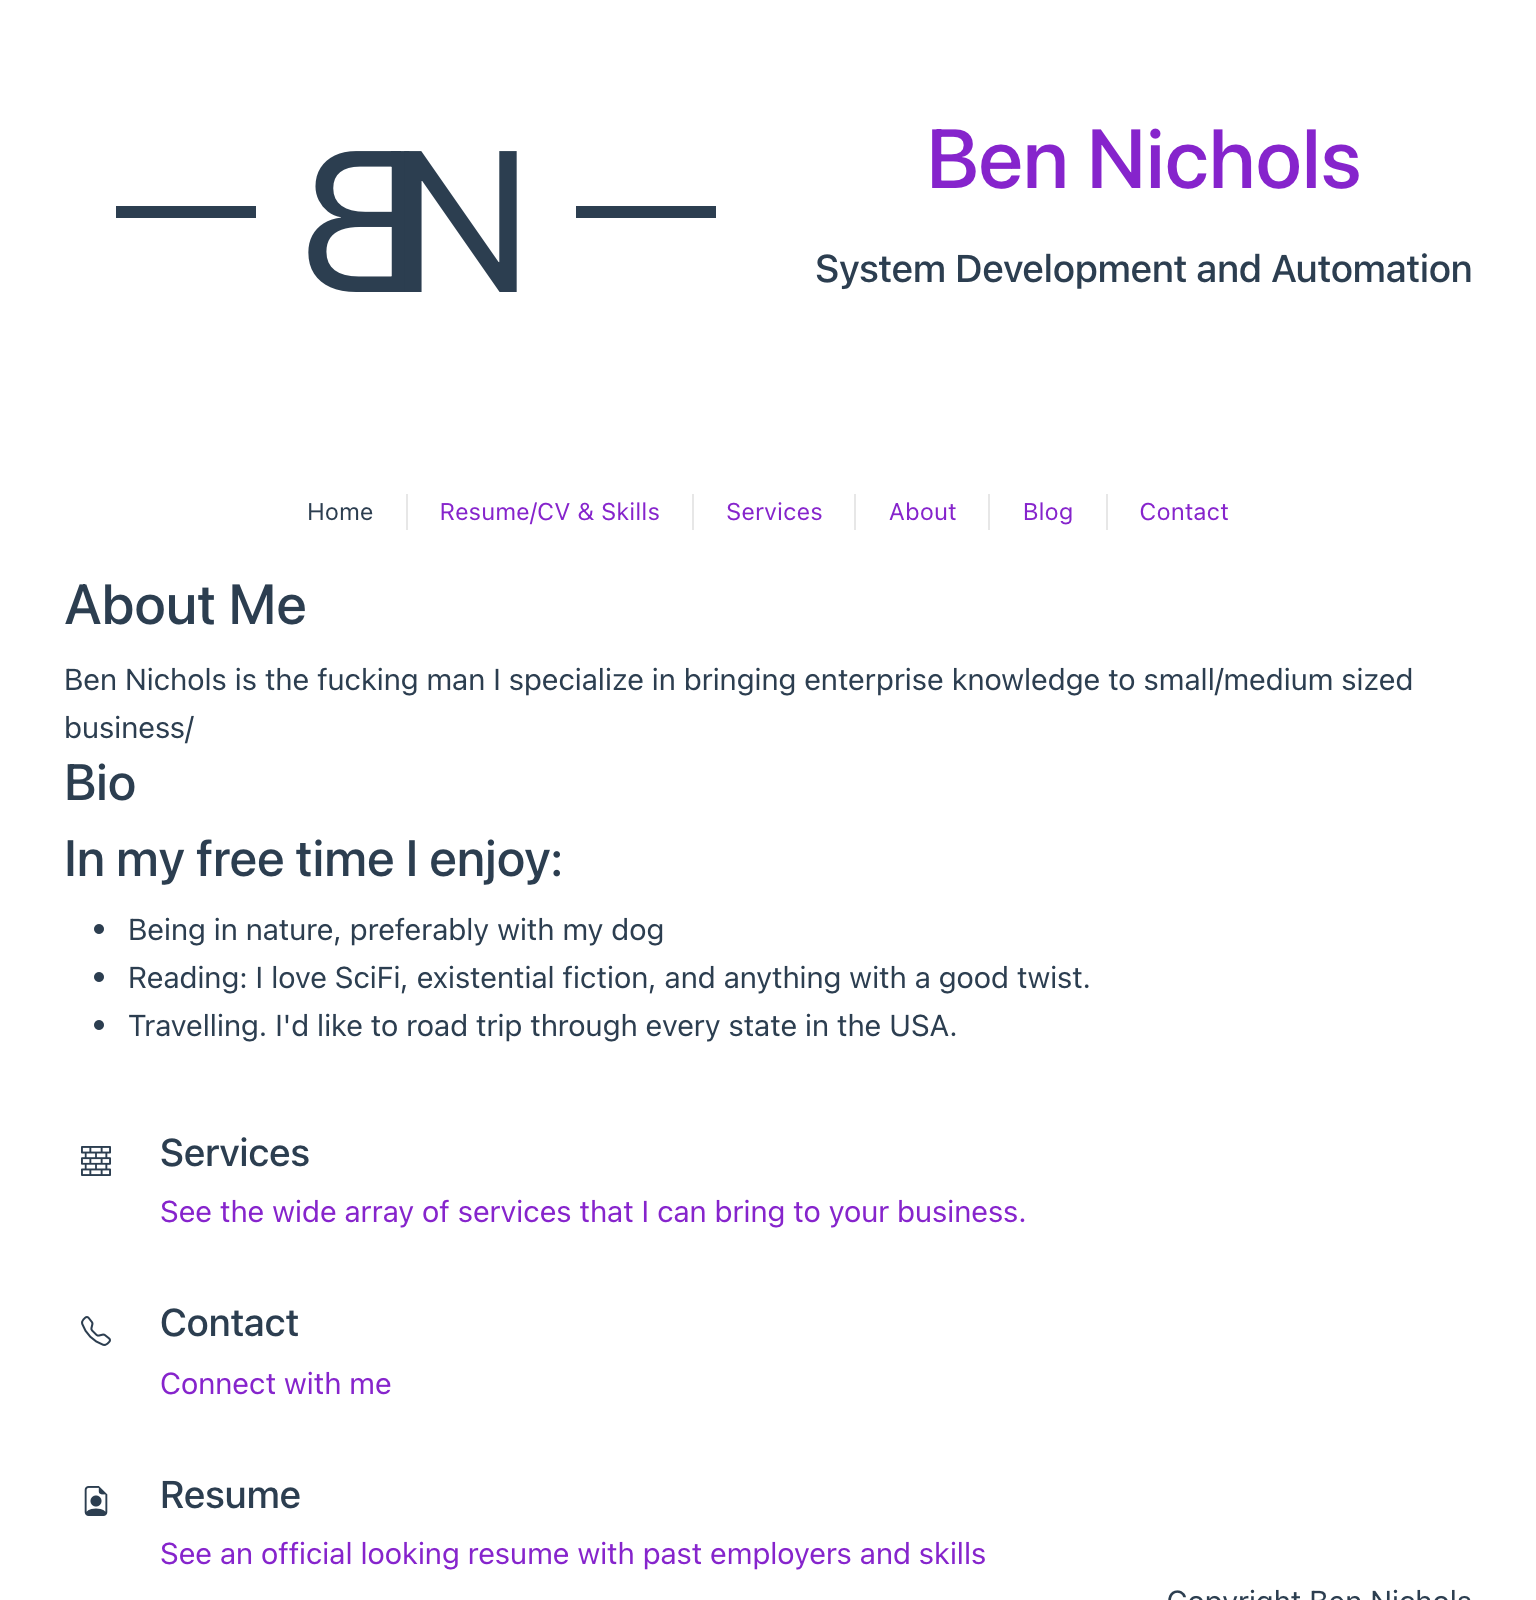 BN
Ben Nichols
System Development and Automation
Home
Resume/CV & Skills
Services
About
Blog
Contact
About Me
Ben Nichols is the fucking man I specialize in bringing enterprise knowledge to small/medium sized
business/
Bio
In my free time I enjoy:
Being in nature, preferably with my dog
Reading: I love SciFi, existential fiction, and anything with a good twist.
Travelling. I'd like to road trip through every state in the USA.
Services
See the wide array of services that I can bring to your business.
Contact
Connect with me
Resume
See an official looking resume with past employers and skills
Copyright Ben Nichols